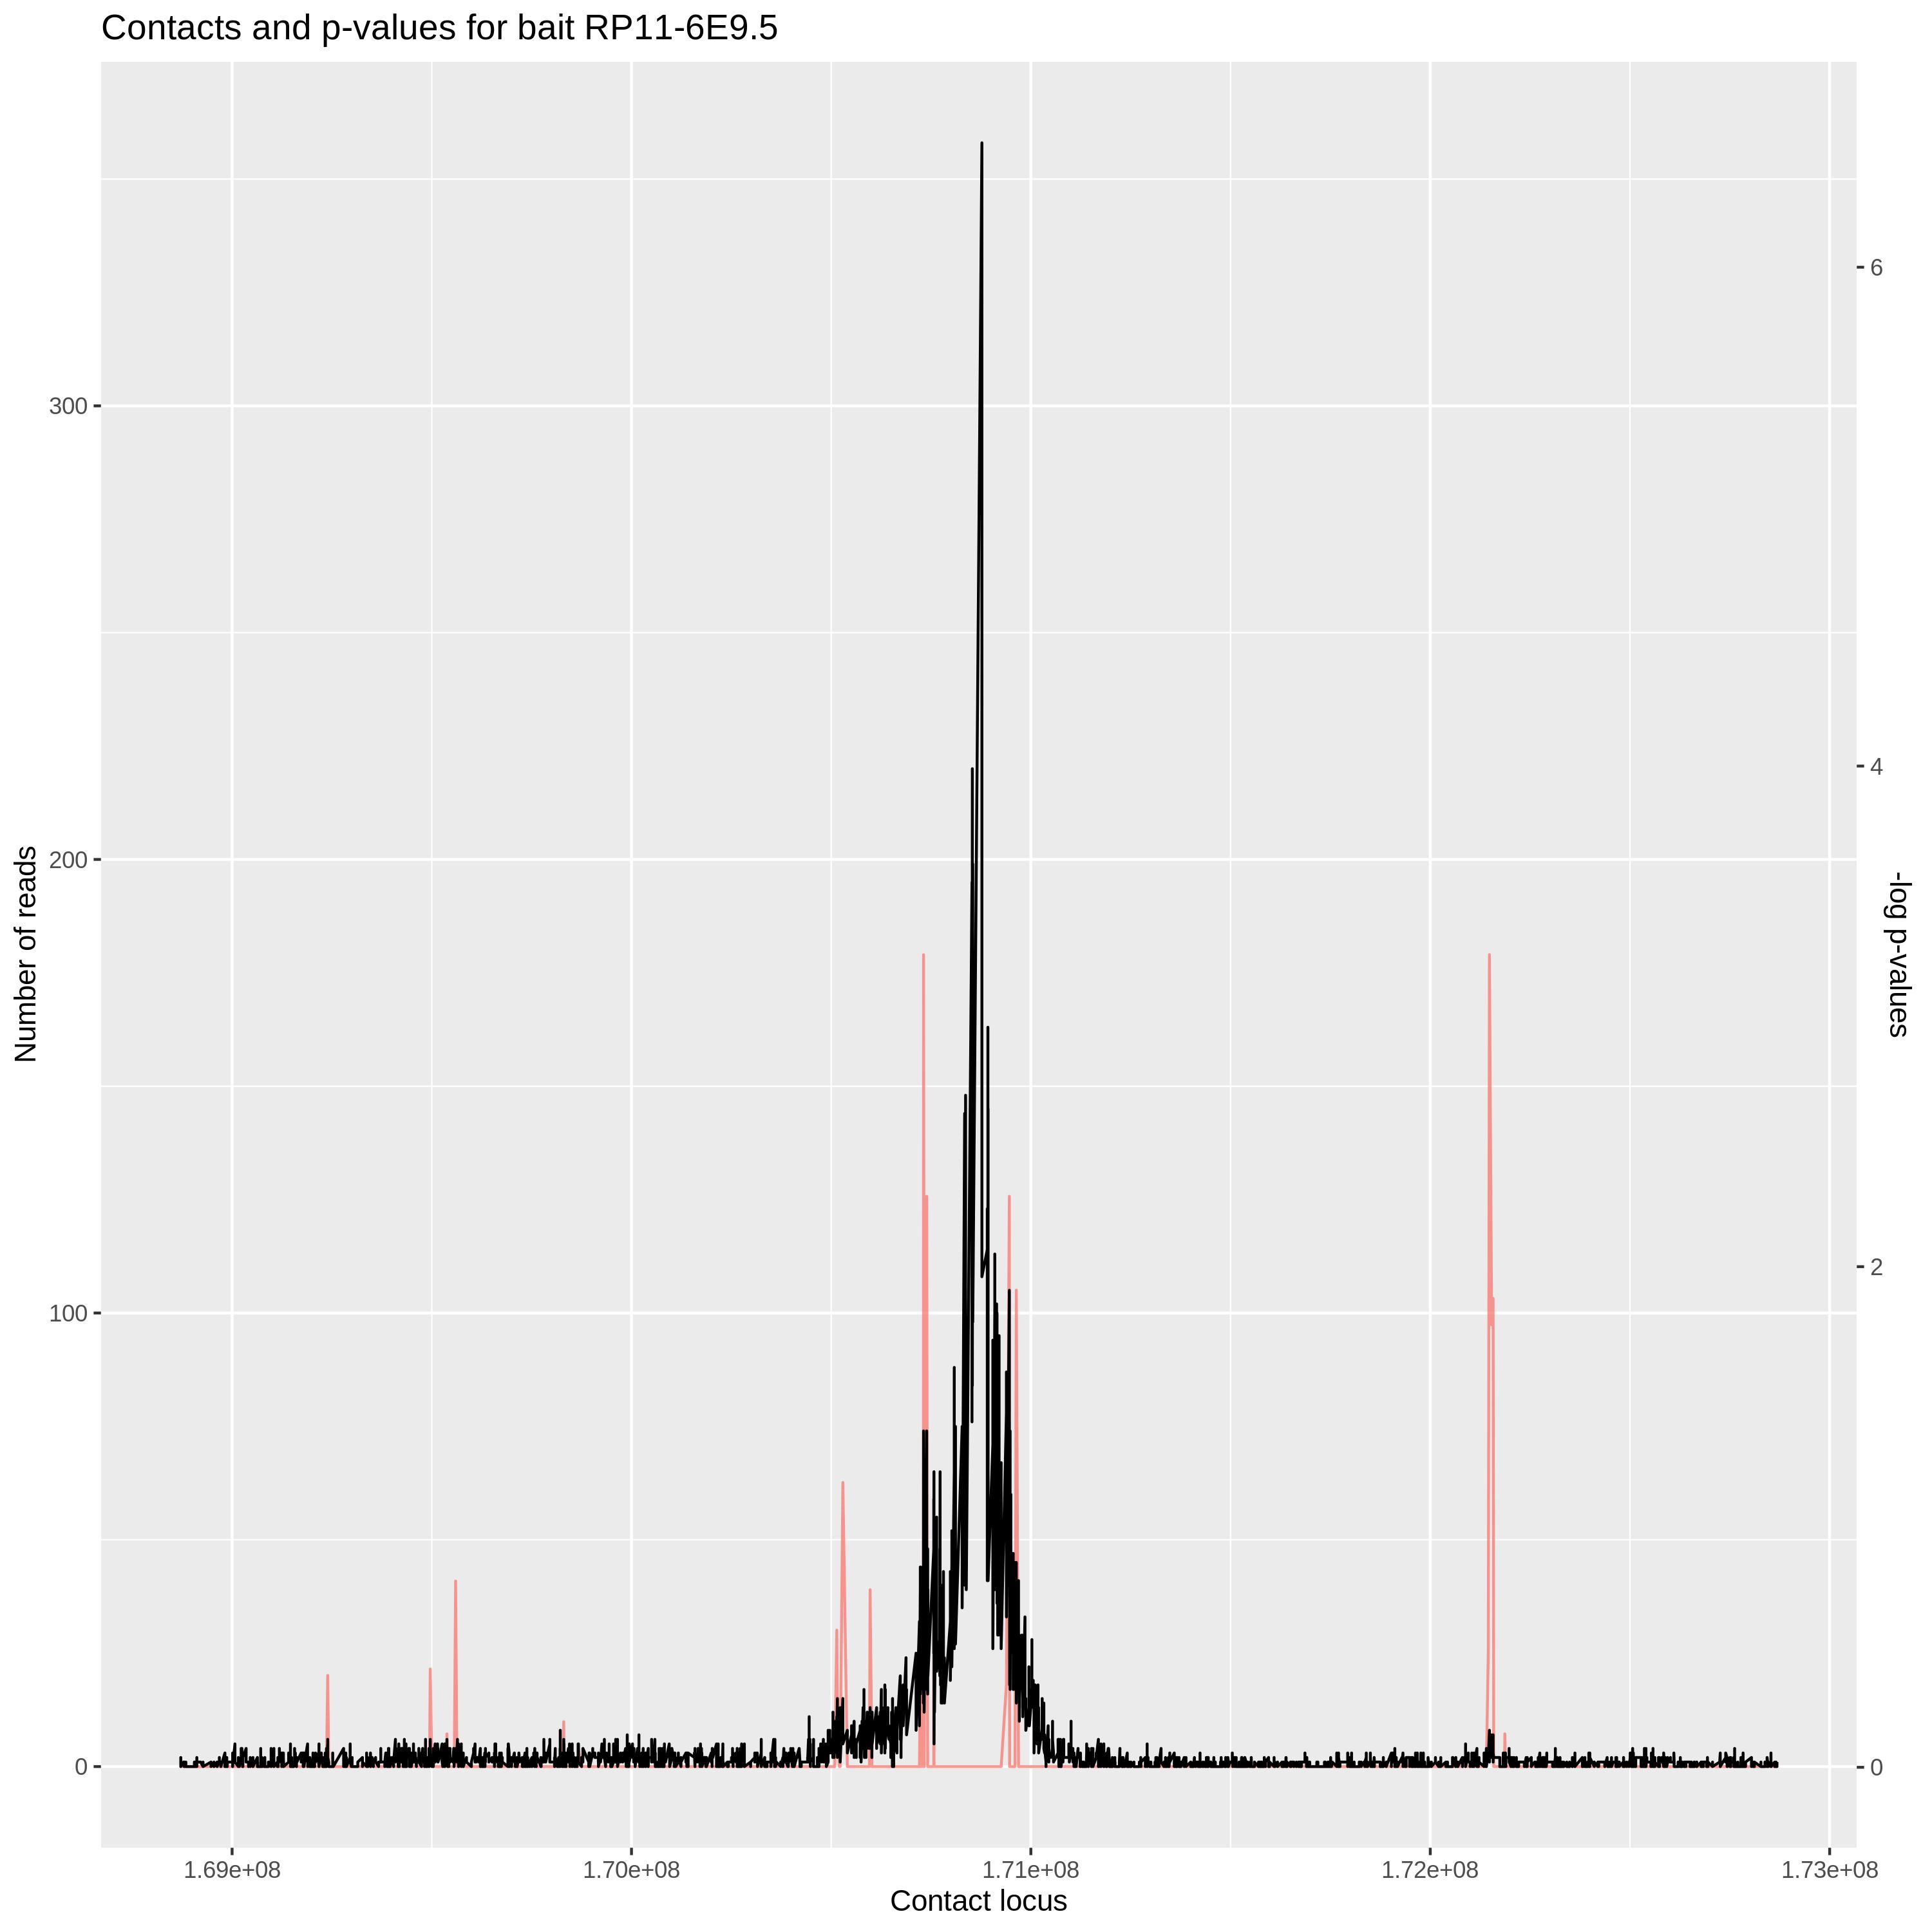 Contacts and p-values for bait RP11-6E9.5
300
200
100
0
Number of reads
6
4
2
0
-log p-values
1.69e+08 1.70e+08 1.71e+08 1.72e+08 1.73e+08
Contact locus